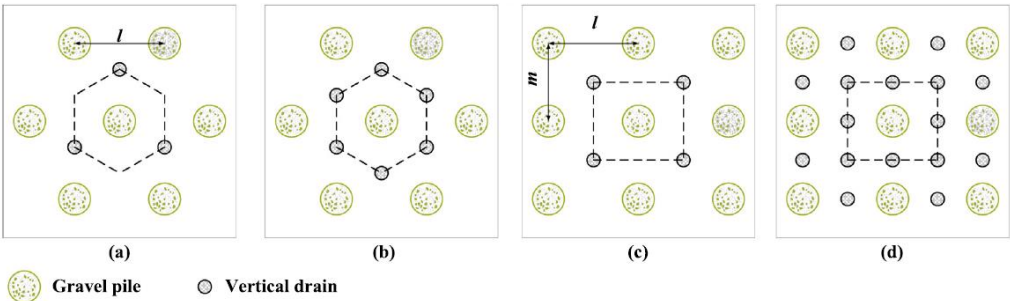 l
l
m
(a)
(b)
(c)
(d)
Gravel pile
Vertical drain